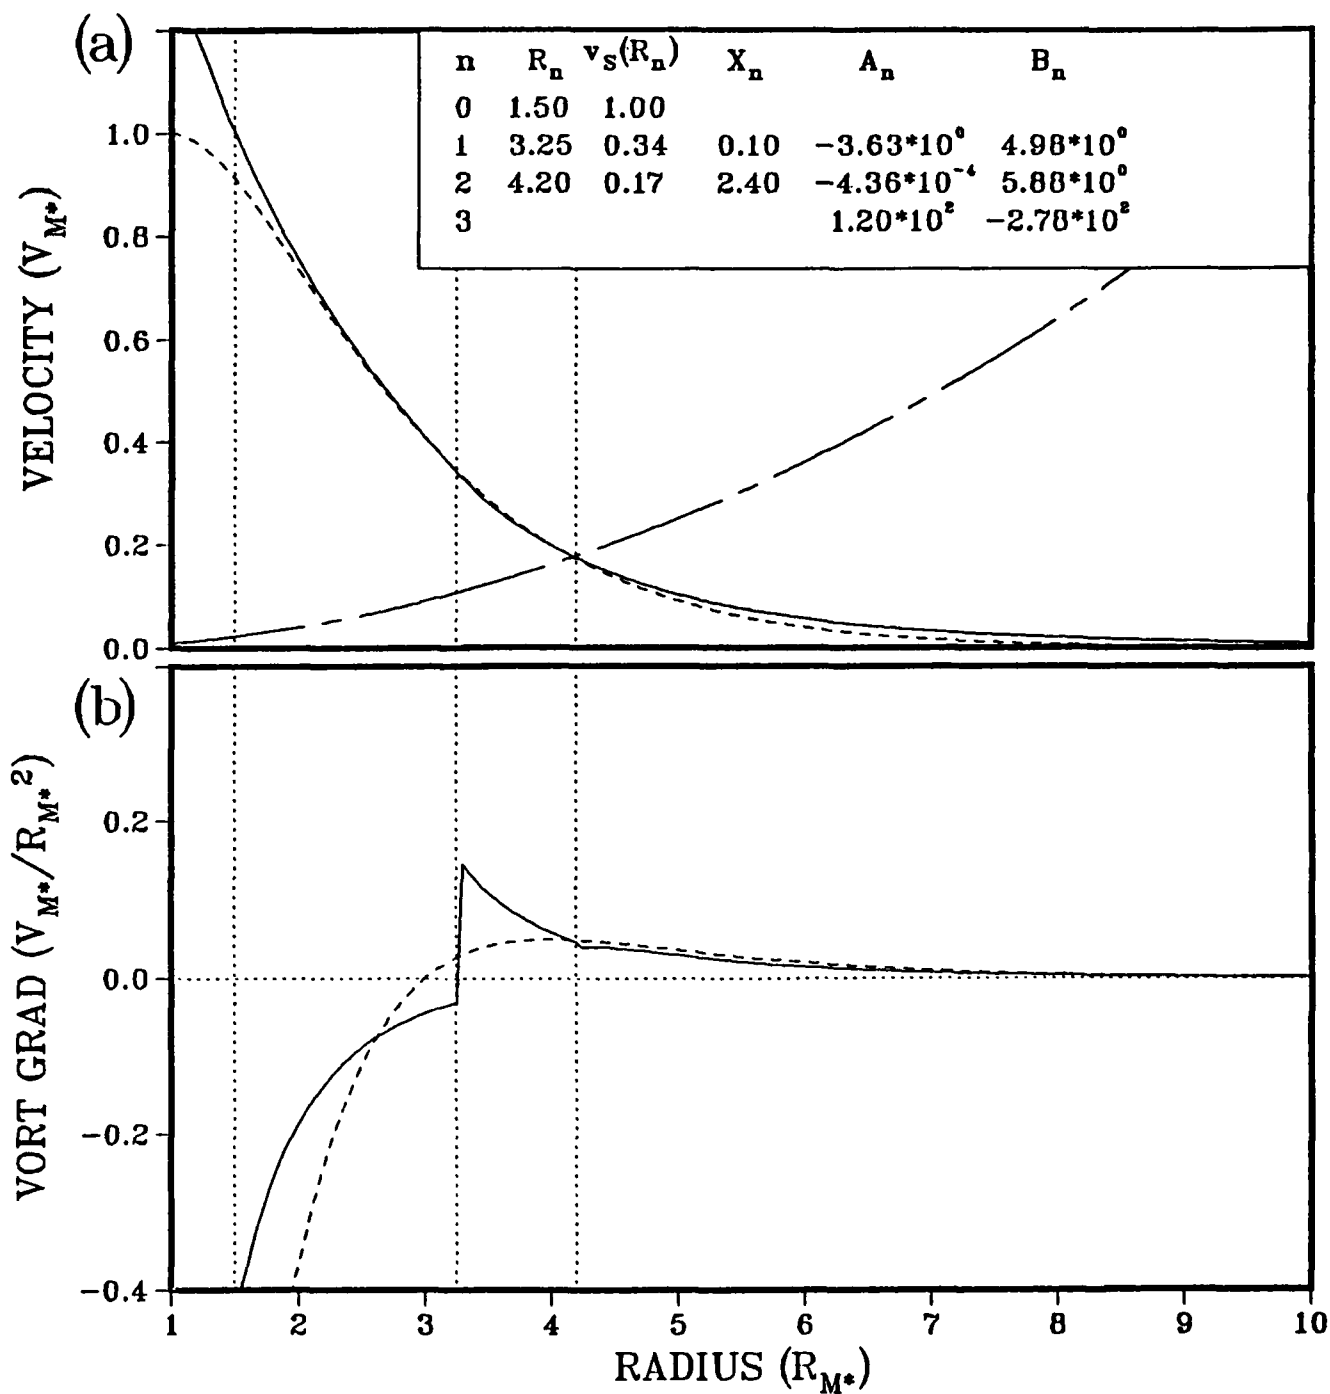 (a)
n R_n v_S(R_n) X_n A_n B_n
0 1.50 1.00
1 3.25 0.34 0.10 −3.63*10^0 4.98*10^0
2 4.20 0.17 2.40 −4.36*10^-4 5.88*10^0
3 1.20*10^2 −2.78*10^2
VELOCITY (V_M*)
1.0
0.8
0.6
0.4
0.2
0.0
(b)
VORT GRAD (V_M*/R_M*^2)
0.2
0.0
−0.2
−0.4
1 2 3 4 5 6 7 8 9 10
RADIUS (R_M*)